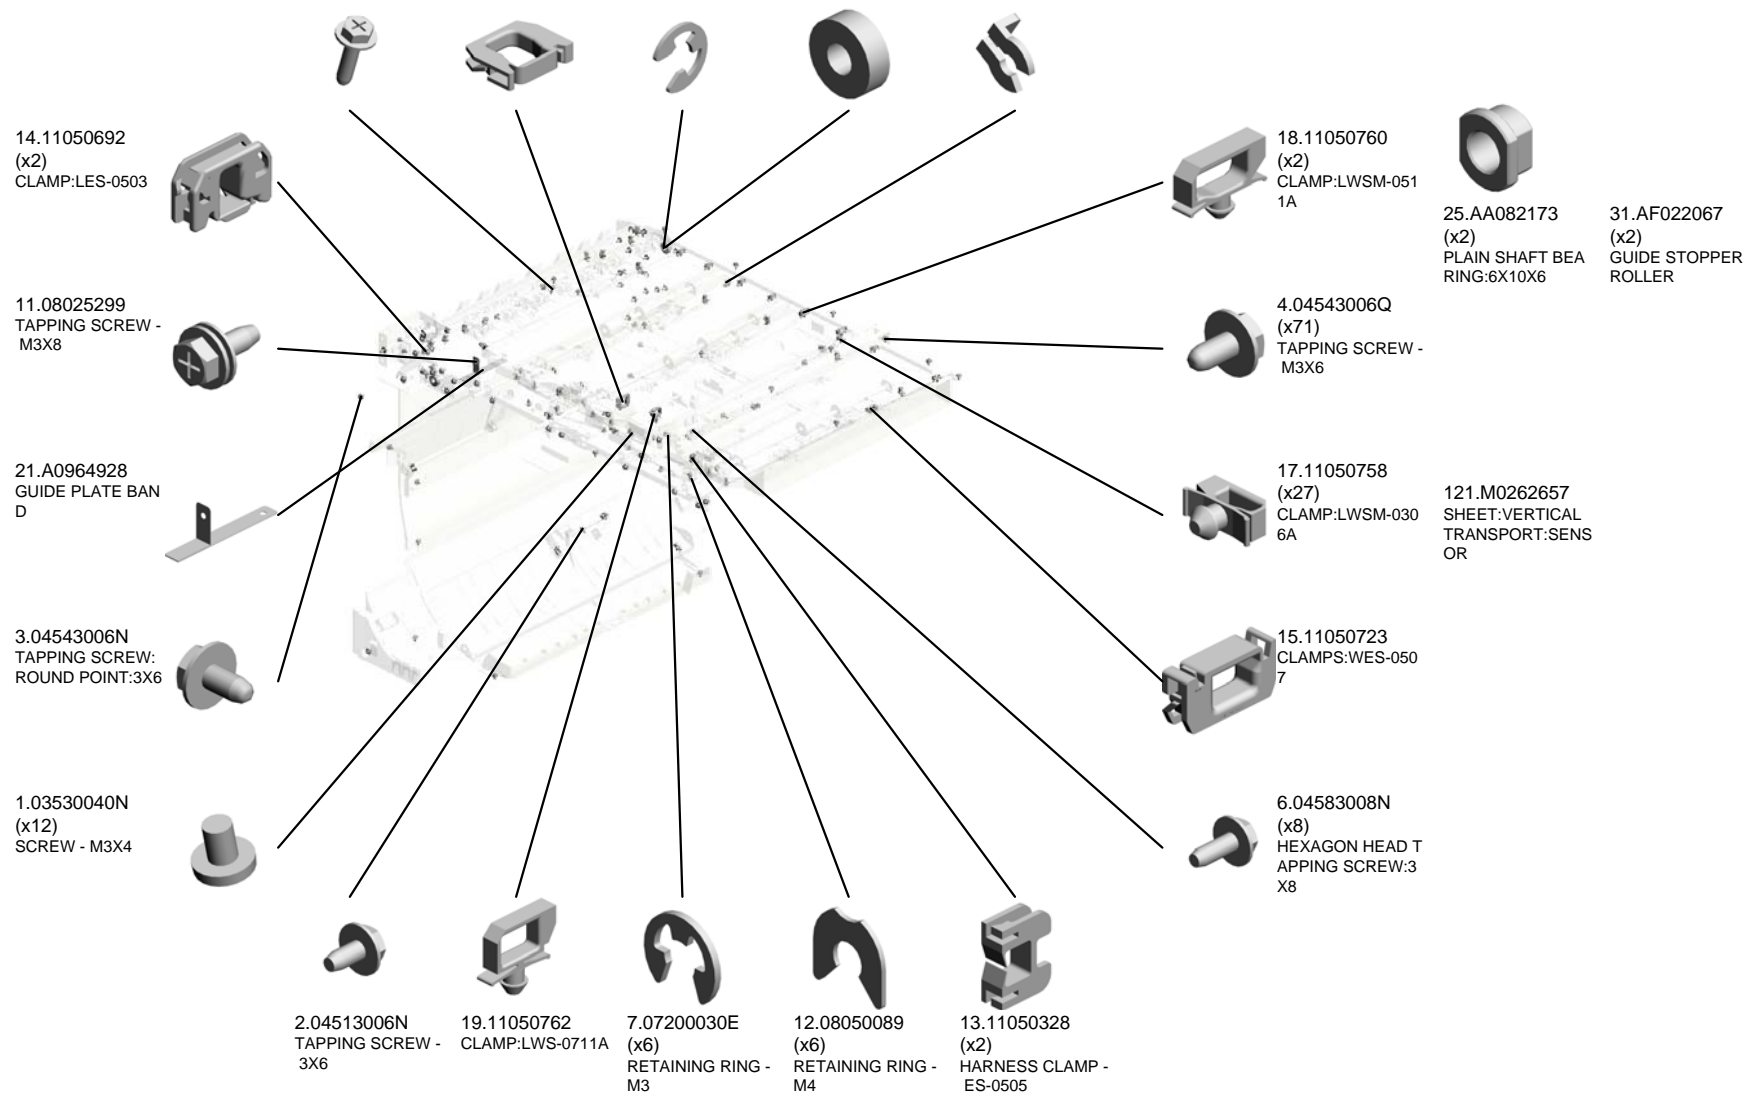 14.11050692
(x2)
CLAMP:LES-0503
11.08025299
TAPPING SCREW -
M3X8
21.A0964928
GUIDE PLATE BAN
D
3.04543006N
TAPPING SCREW:
ROUND POINT:3X6
1.03530040N
(x12)
SCREW - M3X4
18.11050760
(x2)
CLAMP:LWSM-051
1A
25.AA082173
(x2)
PLAIN SHAFT BEA
RING:6X10X6
31.AF022067
(x2)
GUIDE STOPPER
ROLLER
4.04543006Q
(x71)
TAPPING SCREW -
M3X6
17.11050758
(x27)
CLAMP:LWSM-030
6A
121.M0262657
SHEET:VERTICAL
TRANSPORT:SENS
OR
15.11050723
CLAMPS:WES-050
7
6.04583008N
(x8)
HEXAGON HEAD T
APPING SCREW:3
X8
2.04513006N
TAPPING SCREW -
3X6
19.11050762
CLAMP:LWS-0711A
7.07200030E
(x6)
RETAINING RING -
M3
12.08050089
(x6)
RETAINING RING -
M4
13.11050328
(x2)
HARNESS CLAMP -
ES-0505